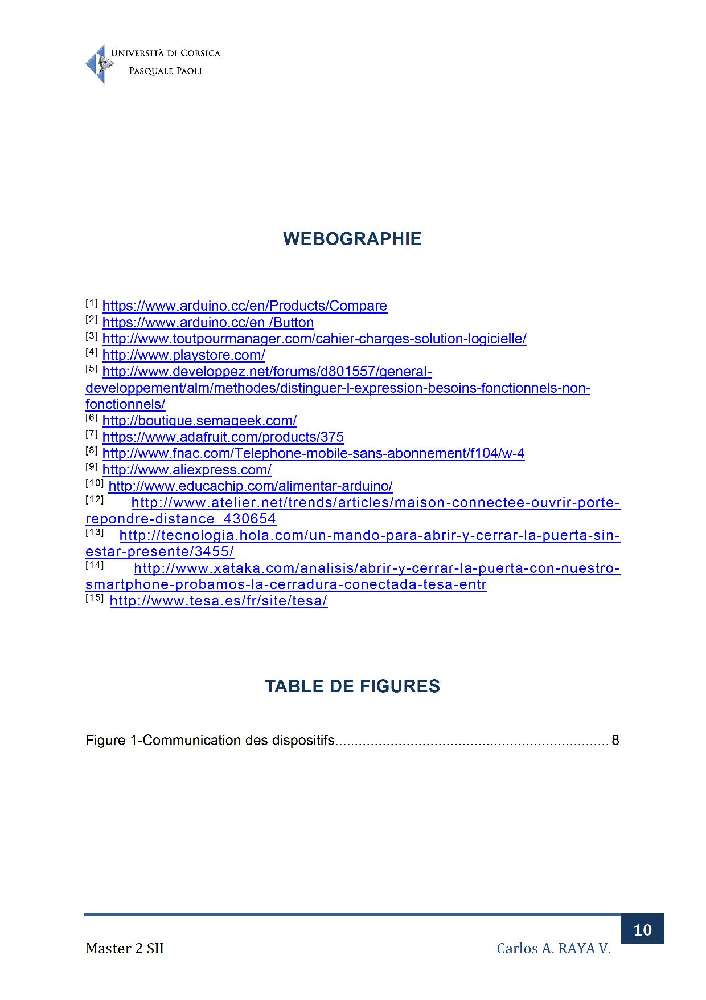 UNIVERSITÀ DI CORSICA
PASQUALE PAOLI
WEBOGRAPHIE
[1] https://www.arduino.cc/en/Products/Compare
[2] https://www.arduino.cc/en /Button
[3] http://www.toutpourmanager.com/cahier-charges-solution-logicielle/
[4] http://www.playstore.com/
[5] http://www.developpez.net/forums/d801557/general-
developpement/alm/methodes/distinguer-l-expression-besoins-fonctionnels-non-
fonctionnels/
[6] http://boutique.semageek.com/
[7] https://www.adafruit.com/products/375
[8] http://www.fnac.com/Telephone-mobile-sans-abonnement/f104/w-4
[9] http://www.aliexpress.com/
[10] http://www.educachip.com/alimentar-arduino/
[12] http://www.atelier.net/trends/articles/maison-connectee-ouvrir-porte-
repondre-distance_430654
[13] http://tecnologia.hola.com/un-mando-para-abrir-y-cerrar-la-puerta-sin-
estar-presente/3455/
[14] http://www.xataka.com/analisis/abrir-y-cerrar-la-puerta-con-nuestro-
smartphone-probamos-la-cerradura-conectada-tesa-entr
[15] http://www.tesa.es/fr/site/tesa/
TABLE DE FIGURES
Figure 1-Communication des dispositifs..................................................................... 8
10
Master 2 SII Carlos A. RAYA V.